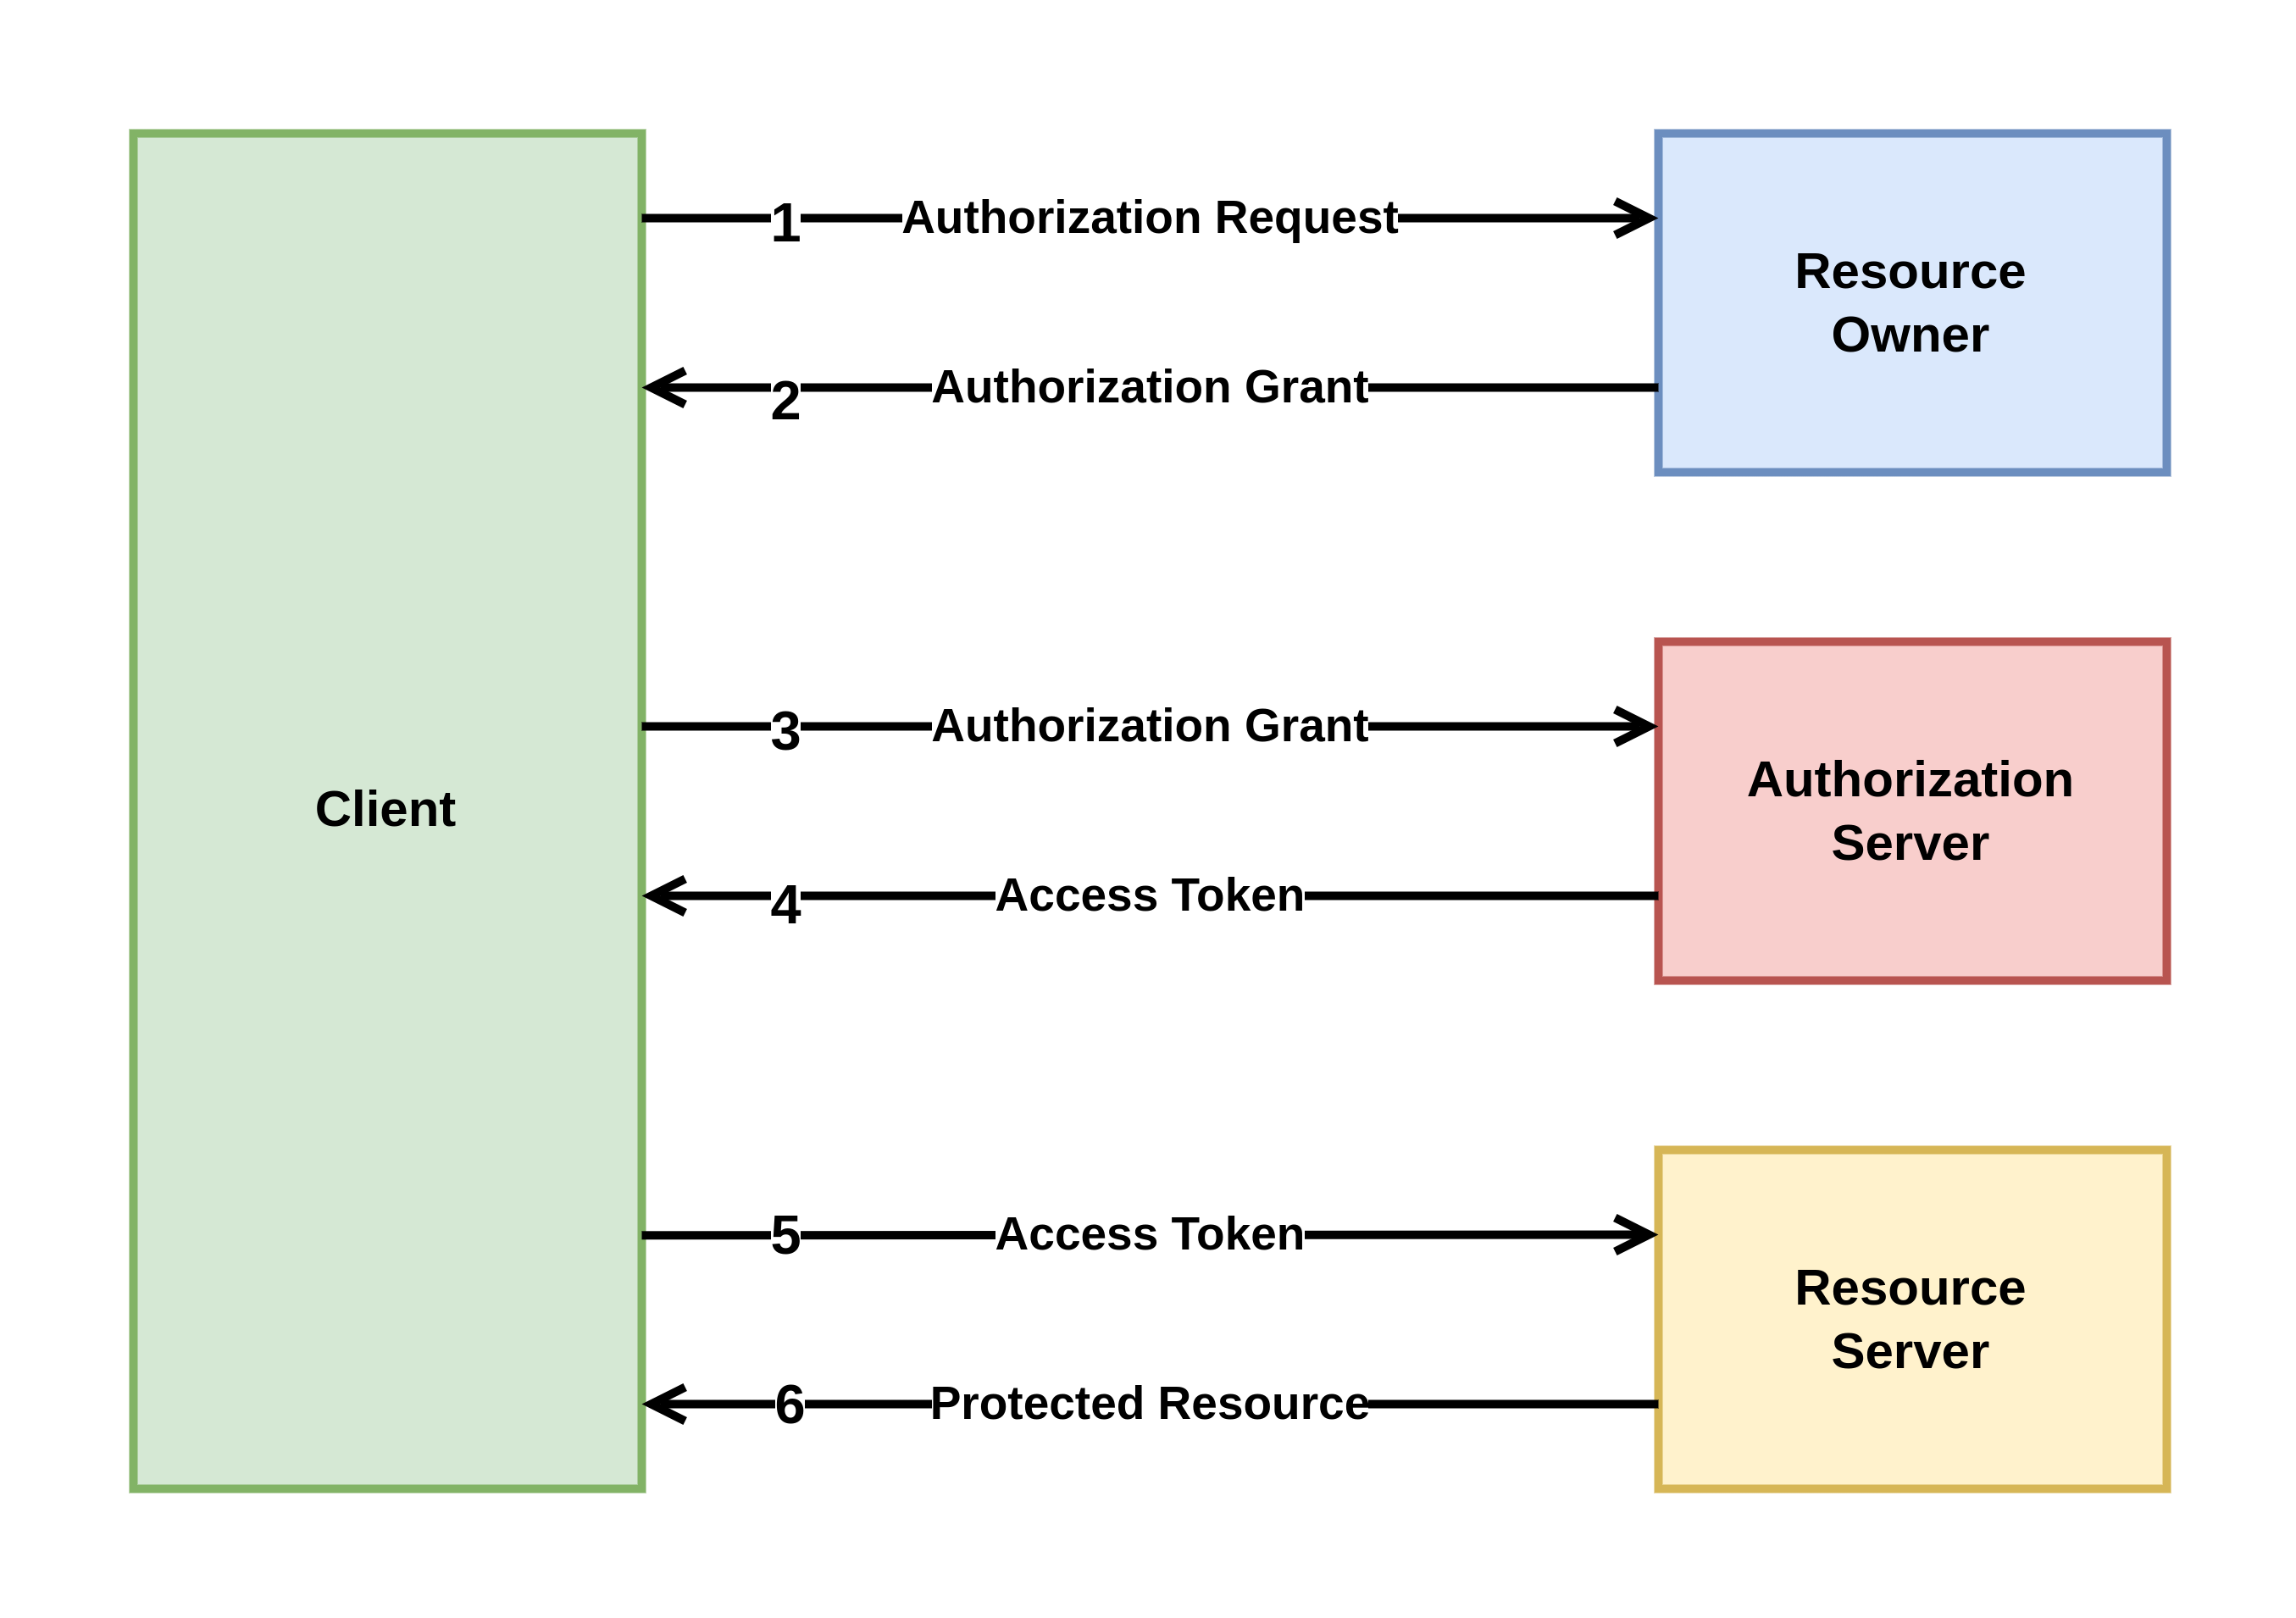 1 Authorization Request
Resource
Owner
2 Authorization Grant
3 Authorization Grant
Authorization
Server
Client
4 Access Token
5 Access Token
Resource
Server
6 Protected Resource